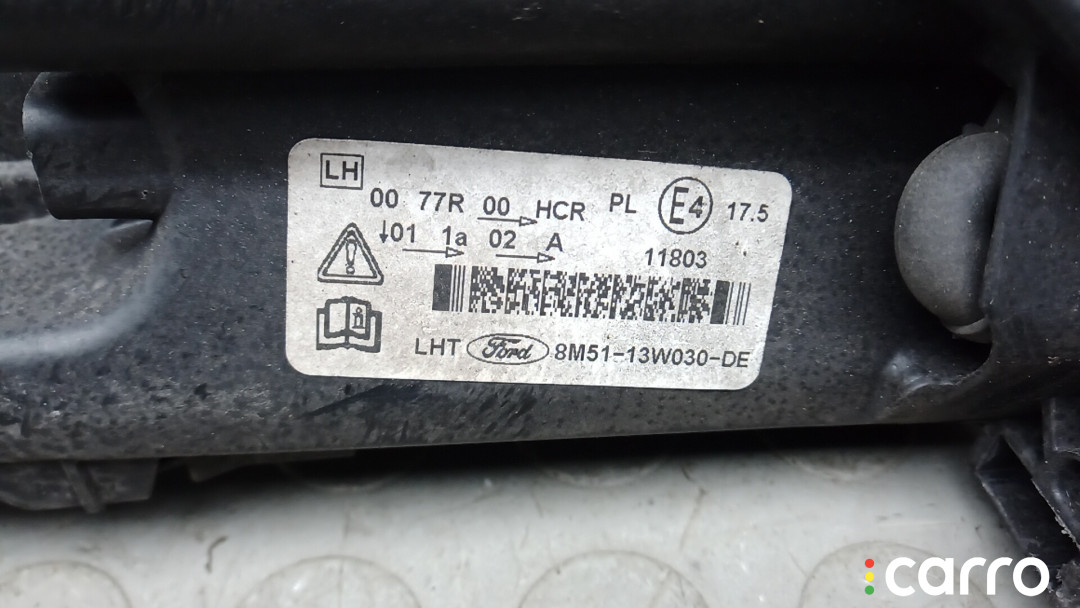 LH
00 77R 00 HCR PL E4 17.5
↓01 1a 02 A 11803
LHT Ford 8M51-13W030-DE
carro